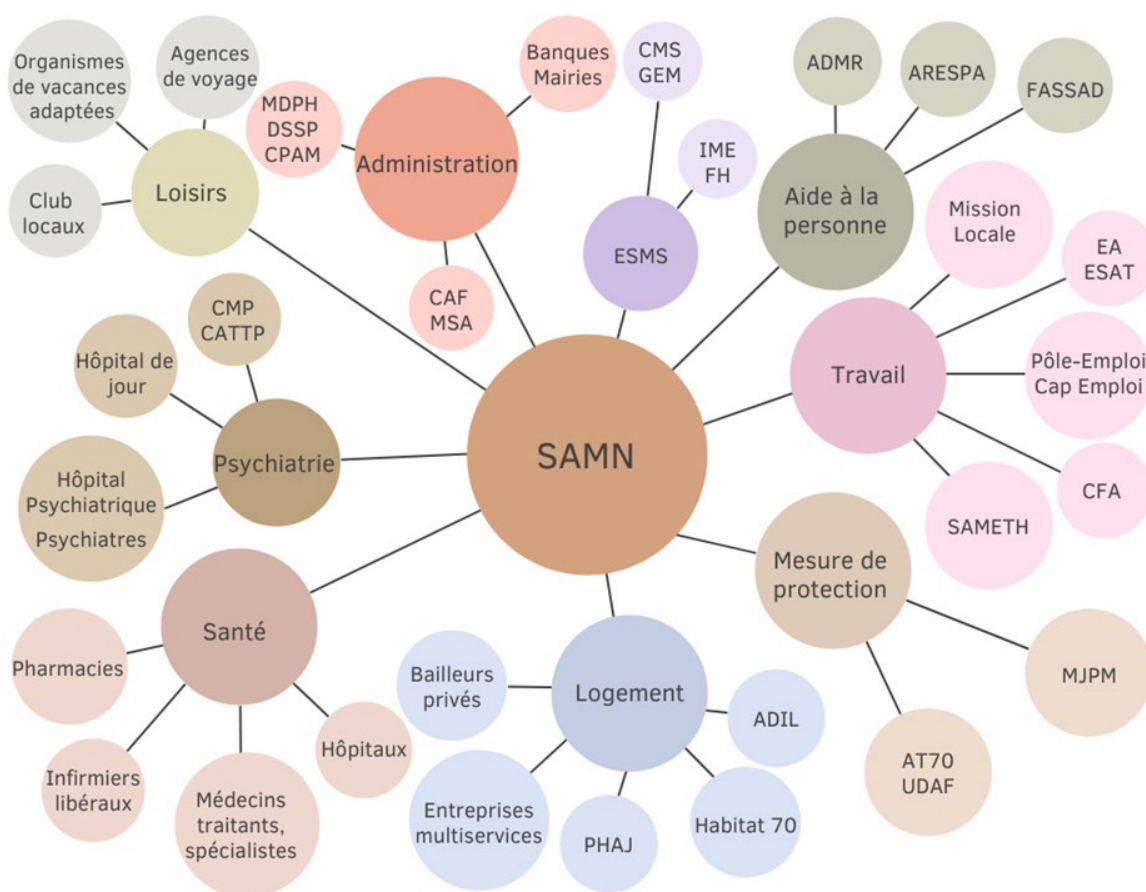 Organismes
de vacances
adaptées
Agences
de voyage
Club
locaux
Loisirs
MDPH
DSSP
CPAM
Banques
Mairies
Administration
CAF
MSA
CMS
GEM
IME
FH
ESMS
ADMR
ARESPA
FASSAD
Aide à la
personne
Mission
Locale
EA
ESAT
Pôle-Emploi
Cap Emploi
CFA
SAMETH
Travail
CMP
CATTP
Hôpital de
jour
Hôpital
Psychiatrique
Psychiatres
Psychiatrie
SAMN
Mesure de
protection
MJPM
AT70
UDAF
Santé
Pharmacies
Infirmiers
libéraux
Médecins
traitants,
spécialistes
Hôpitaux
Logement
Bailleurs
privés
Entreprises
multiservices
PHAJ
Habitat 70
ADIL